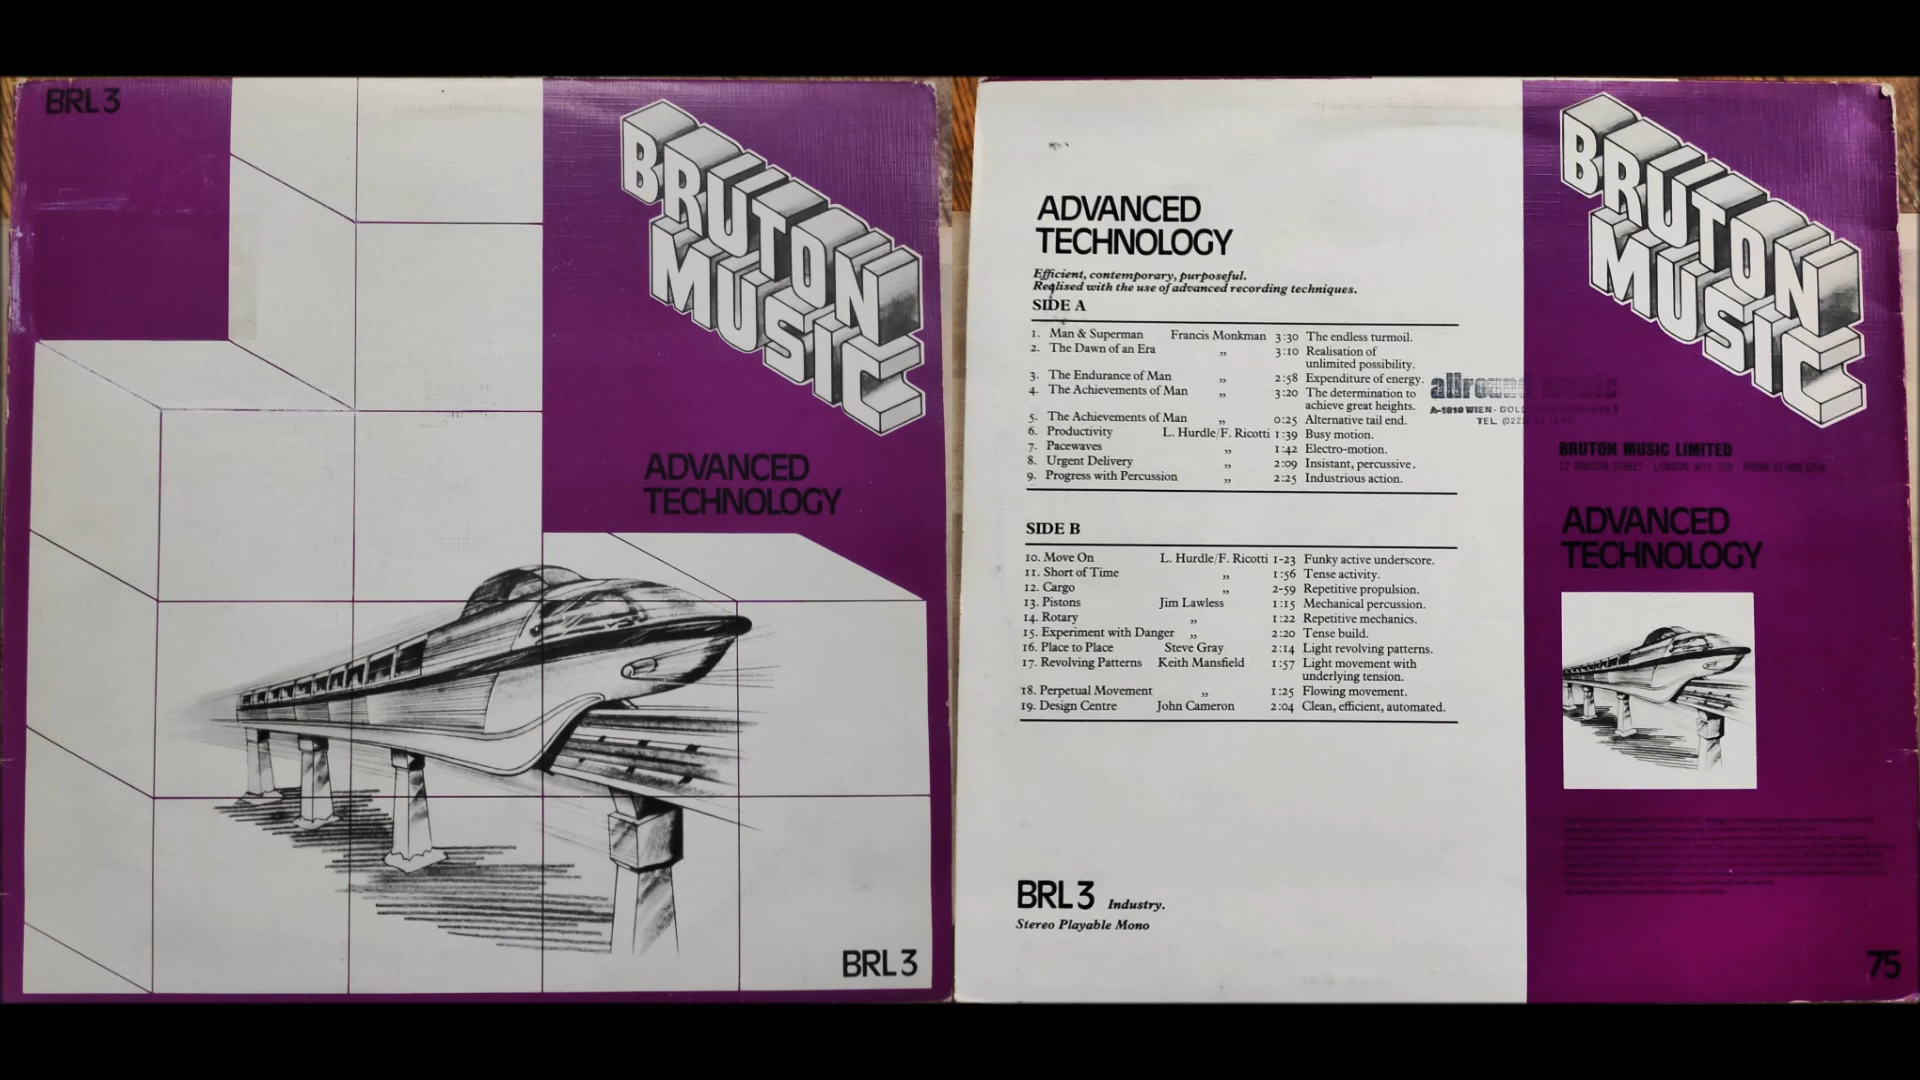 BRL 3
BRUTON
MUSIC
ADVANCED
TECHNOLOGY
BRL 3
ADVANCED
TECHNOLOGY
Efficient, contemporary, purposeful.
Realised with the use of advanced recording techniques.
SIDE A
1. Man & Superman Francis Monkman 3:30 The endless turmoil.
2. The Dawn of an Era ,, 3:10 Realisation of
unlimited possibility.
3. The Endurance of Man ,, 2:58 Expenditure of energy.
4. The Achievements of Man ,, 3:20 The determination to
achieve great heights.
5. The Achievements of Man ,, 0:25 Alternative tail end.
6. Productivity L. Hurdle/F. Ricotti 1:39 Busy motion.
7. Pacewaves ,, 1:42 Electro-motion.
8. Urgent Delivery ,, 2:09 Insistant, percussive.
9. Progress with Percussion ,, 2:25 Industrious action.
SIDE B
10. Move On L. Hurdle/F. Ricotti 1-23 Funky active underscore.
11. Short of Time ,, 1:56 Tense activity.
12. Cargo ,, 2-59 Repetitive propulsion.
13. Pistons Jim Lawless 1:15 Mechanical percussion.
14. Rotary ,, 1:22 Repetitive mechanics.
15. Experiment with Danger ,, 2:20 Tense build.
16. Place to Place Steve Gray 2:14 Light revolving patterns.
17. Revolving Patterns Keith Mansfield 1:57 Light movement with
underlying tension.
18. Perpetual Movement ,, 1:25 Flowing movement.
19. Design Centre John Cameron 2:04 Clean, efficient, automated.
BRL 3 Industry.
Stereo Playable Mono
allround music
A-1010 WIEN
TEL.
BRUTON
MUSIC
BRUTON MUSIC LIMITED
12 BRUTON STREET LONDON
ADVANCED
TECHNOLOGY
75